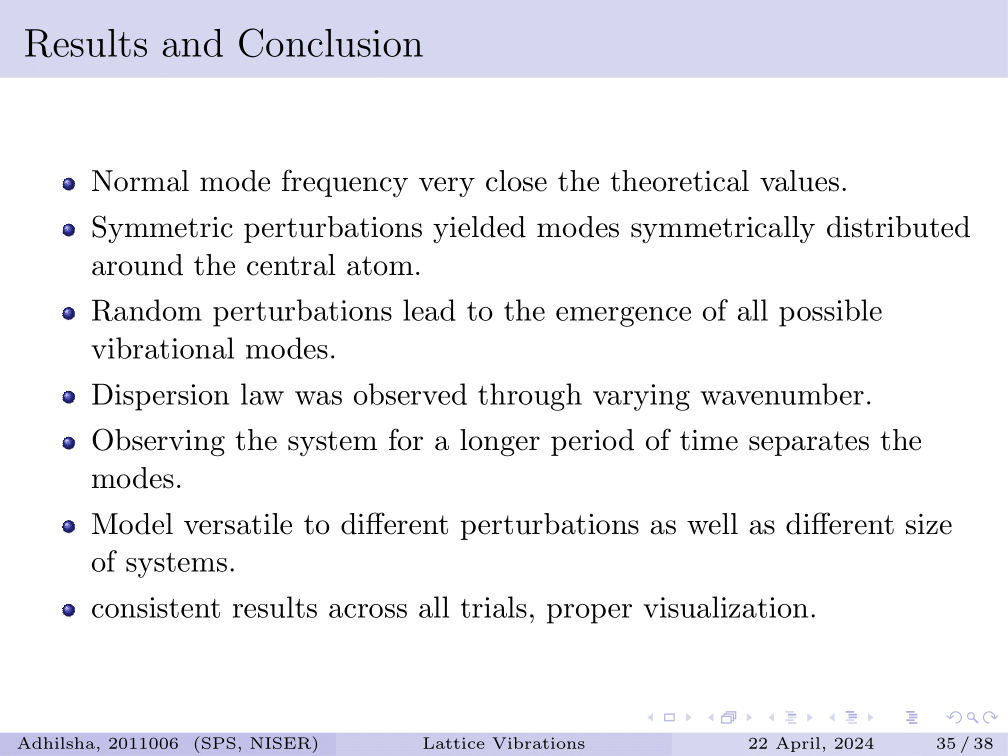 Results and Conclusion
Normal mode frequency very close the theoretical values.
Symmetric perturbations yielded modes symmetrically distributed
around the central atom.
Random perturbations lead to the emergence of all possible
vibrational modes.
Dispersion law was observed through varying wavenumber.
Observing the system for a longer period of time separates the
modes.
Model versatile to different perturbations as well as different size
of systems.
consistent results across all trials, proper visualization.
Adhilsha, 2011006 (SPS, NISER) Lattice Vibrations 22 April, 2024 35 / 38